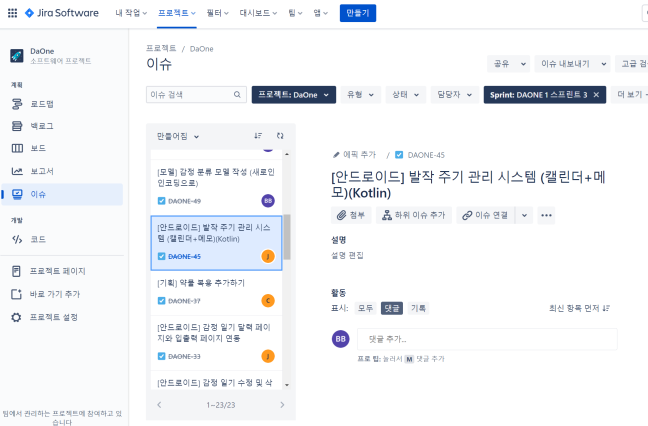 Jira Software 내 작업 프로젝트 필터 대시보드 팀 앱 만들기
DaOne
소프트웨어 프로젝트
계획
로드맵
백로그
보드
보고서
이슈
개발
코드
프로젝트 페이지
바로 가기 추가
프로젝트 설정
팀에서 관리하는 프로젝트에 참여하고 있
습니다
프로젝트 / DaOne
이슈
공유 이슈 내보내기 고급 검
이슈 검색 프로젝트: DaOne 유형 상태 담당자 Sprint: DAONE 1 스프린트 3 × 더 보기
만들어짐
[모델] 감정 분류 모델 작성 (새로인
인코딩으로)
DAONE-49 BB
[안드로이드] 발작 주기 관리 시스
템 (캘린더+메모)(Kotlin)
DAONE-45 J
[기획] 약물 복용 추가하기
DAONE-37 C
[안드로이드] 감정 일기 달력 페이
지와 입출력 페이지 연동
DAONE-33 J
[안드로이드] 감정 일기 수정 및 삭
1–23/23
에픽 추가 / DAONE-45
[안드로이드] 발작 주기 관리 시스템 (캘린더+메
모)(Kotlin)
첨부 하위 이슈 추가 이슈 연결
설명
설명 편집
활동
표시: 모두 댓글 기록 최신 항목 먼저
BB 댓글 추가...
프로 팁: 눌러서 M 댓글 추가